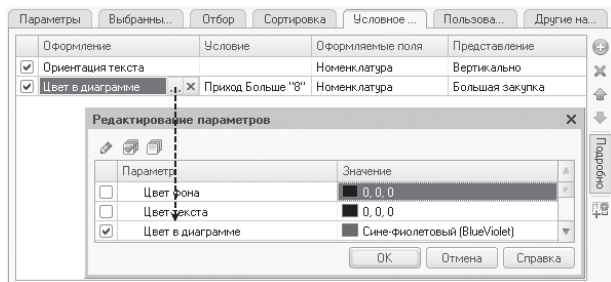 Параметры Выбранны... Отбор Сортировка Условное ... Пользова... Другие на...
Оформление Условие Оформляемые поля Представление
Ориентация текста Номенклатура Вертикально
Цвет в диаграмме ... × Приход Больше "8" Номенклатура Большая закупка
Подробно
Редактирование параметров
Параметр Значение
Цвет фона 0, 0, 0
Цвет текста 0, 0, 0
Цвет в диаграмме Сине-фиолетовый (BlueViolet)
OK Отмена Справка